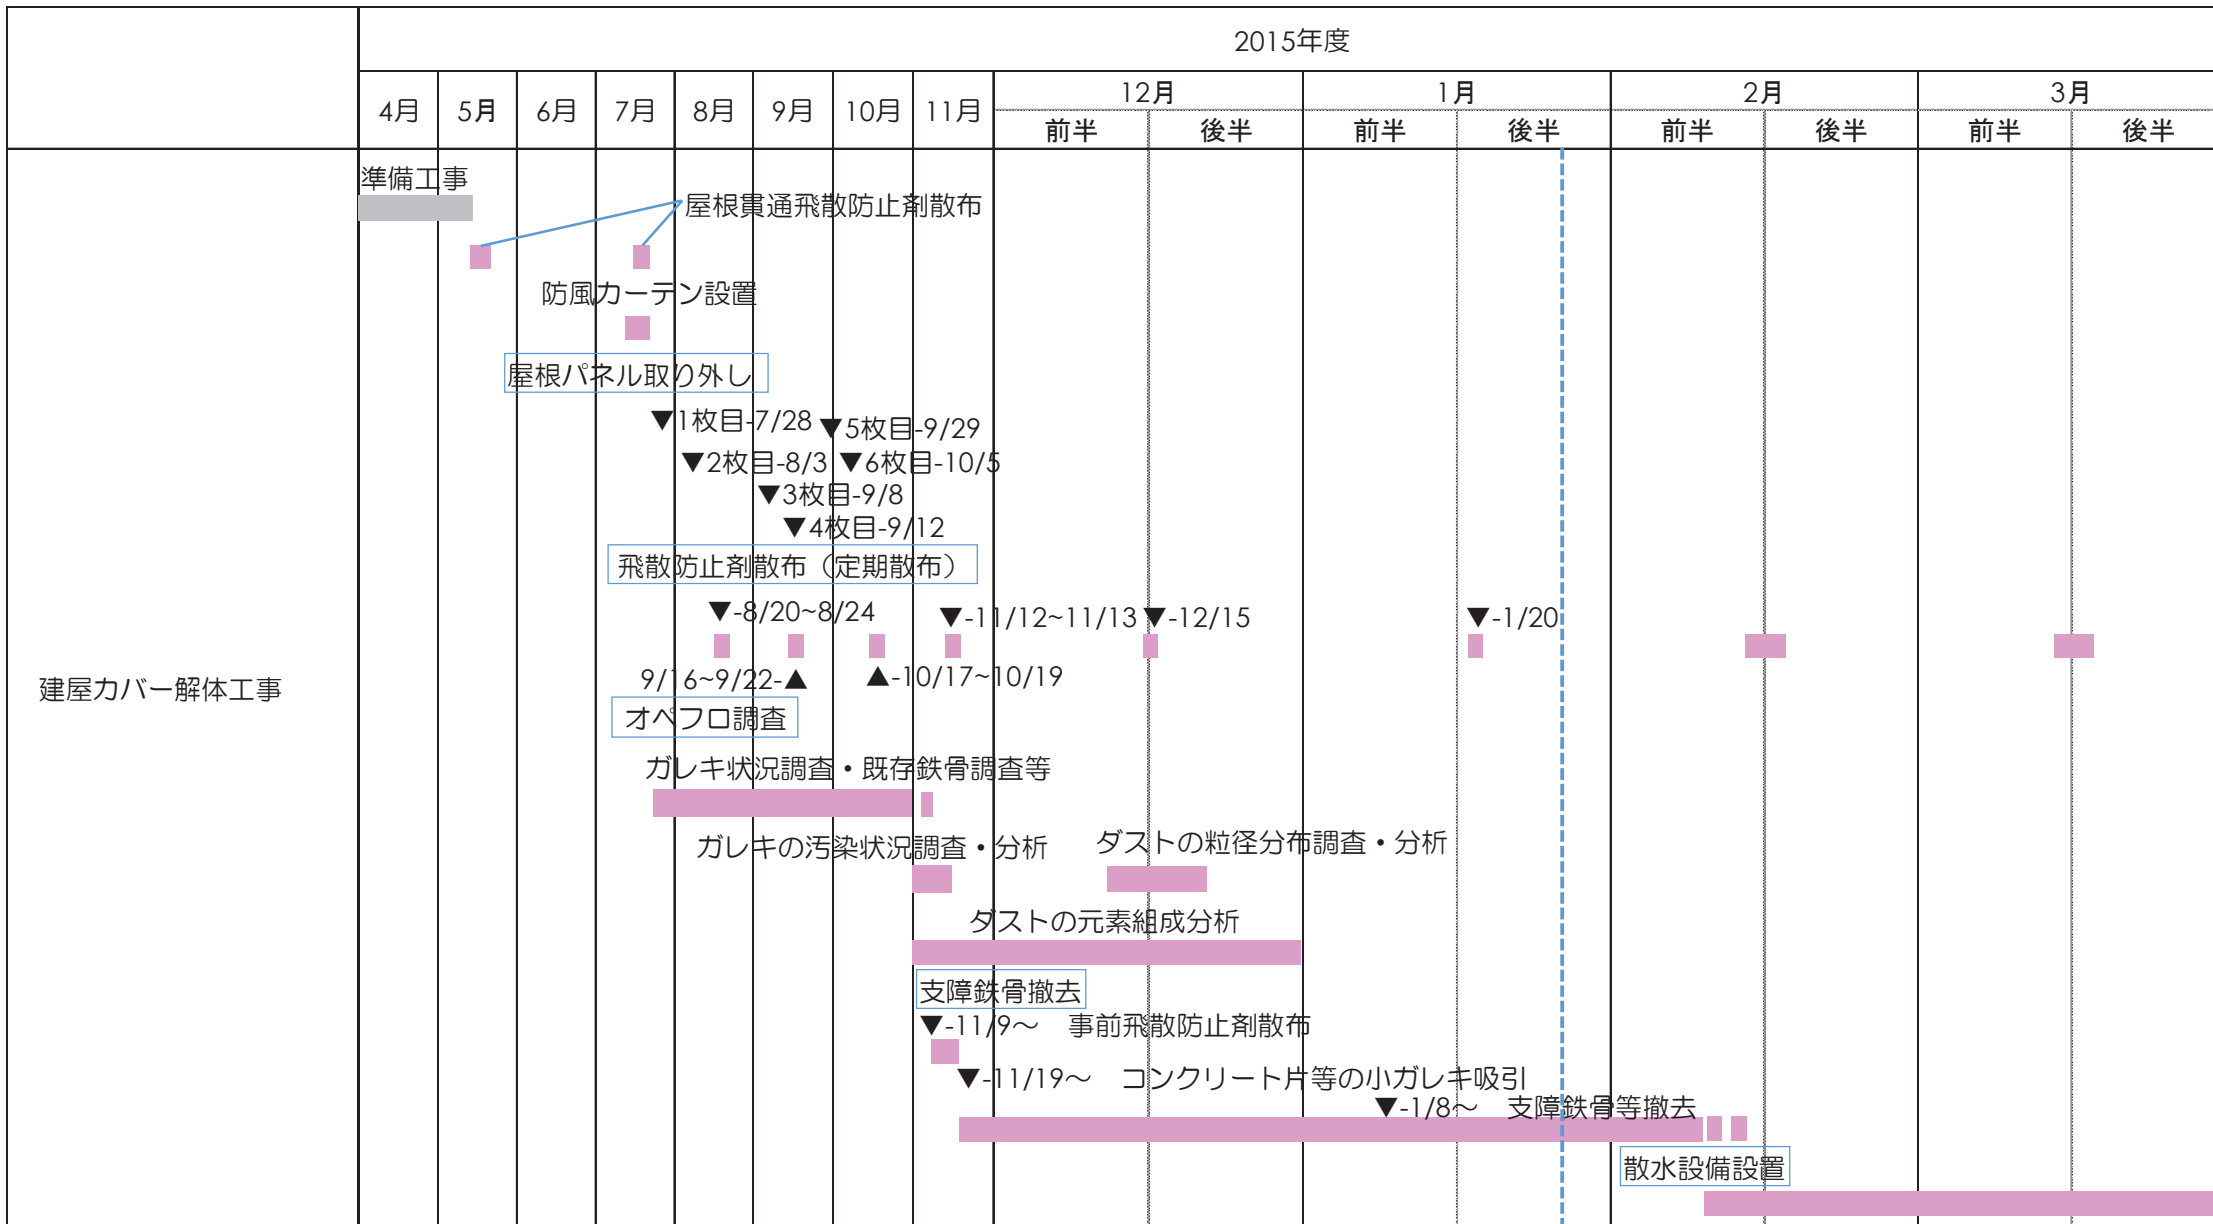 2015年度
4月 5月 6月 7月 8月 9月 10月 11月 12月 1月 2月 3月
前半 後半 前半 後半 前半 後半 前半 後半
準備工事
屋根貫通飛散防止剤散布
防風カーテン設置
屋根パネル取り外し
▼1枚目-7/28
▼5枚目-9/29
▼2枚目-8/3
▼6枚目-10/5
▼3枚目-9/8
▼4枚目-9/12
飛散防止剤散布（定期散布）
▼-8/20~8/24
▼-11/12~11/13
▼-12/15
▼-1/20
9/16~9/22-▲
▲-10/17~10/19
建屋カバー解体工事
オペフロ調査
ガレキ状況調査・既存鉄骨調査等
ガレキの汚染状況調査・分析
ダストの粒径分布調査・分析
ダストの元素組成分析
支障鉄骨撤去
▼-11/9～　事前飛散防止剤散布
▼-11/19～　コンクリート片等の小ガレキ吸引
▼-1/8～　支障鉄骨等撤去
散水設備設置